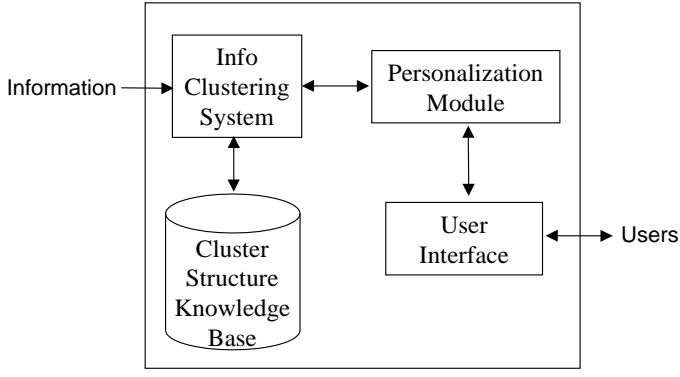 Information
Info
Clustering
System
Personalization
Module
Cluster
Structure
Knowledge
Base
User
Interface
Users